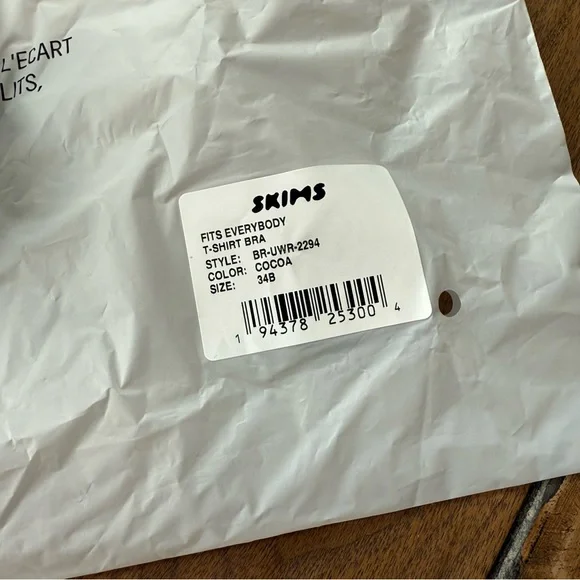 L'ECART
LITS,
SKIMS
FITS EVERYBODY
T-SHIRT BRA
STYLE: BR-UWR-2294
COLOR: COCOA
SIZE: 34B
1 94378 25300 4